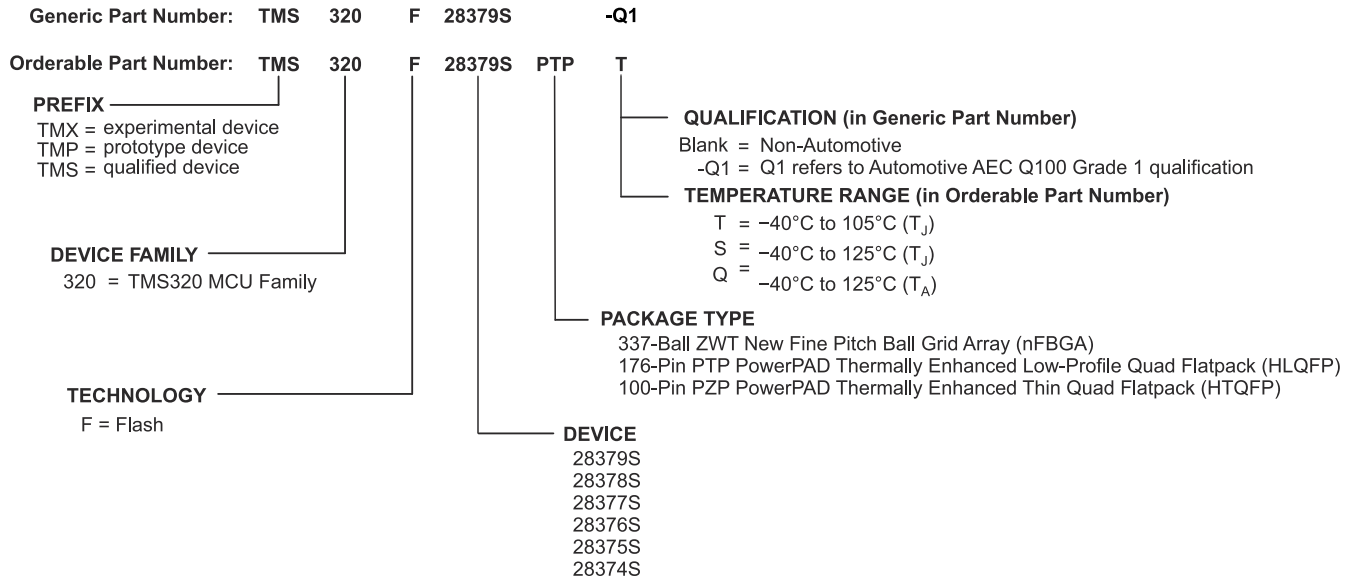 Generic Part Number: TMS 320 F 28379S -Q1
Orderable Part Number: TMS 320 F 28379S PTP T
PREFIX
TMX = experimental device
TMP = prototype device
TMS = qualified device
QUALIFICATION (in Generic Part Number)
Blank = Non-Automotive
-Q1 = Q1 refers to Automotive AEC Q100 Grade 1 qualification
TEMPERATURE RANGE (in Orderable Part Number)
T = −40°C to 105°C (TJ)
S = −40°C to 125°C (TJ)
Q = −40°C to 125°C (TA)
DEVICE FAMILY
320 = TMS320 MCU Family
PACKAGE TYPE
337-Ball ZWT New Fine Pitch Ball Grid Array (nFBGA)
176-Pin PTP PowerPAD Thermally Enhanced Low-Profile Quad Flatpack (HLQFP)
100-Pin PZP PowerPAD Thermally Enhanced Thin Quad Flatpack (HTQFP)
TECHNOLOGY
F = Flash
DEVICE
28379S
28378S
28377S
28376S
28375S
28374S